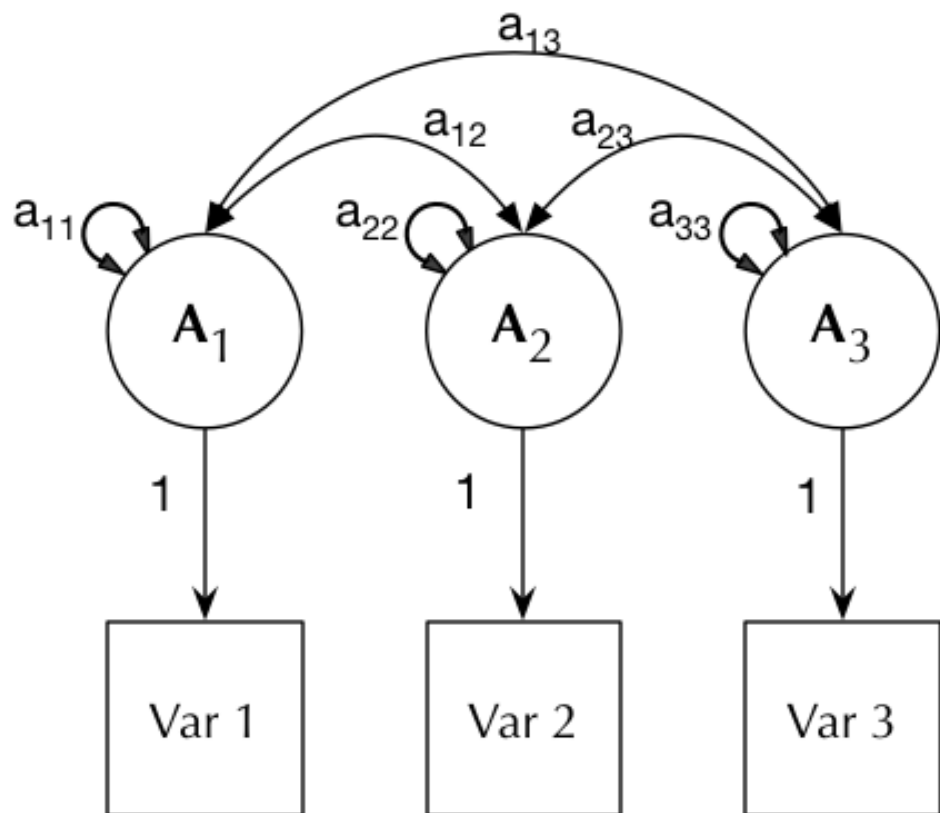 a₁₃
a₁₂ a₂₃
a₁₁ a₂₂ a₃₃
A₁ A₂ A₃
1 1 1
Var 1 Var 2 Var 3